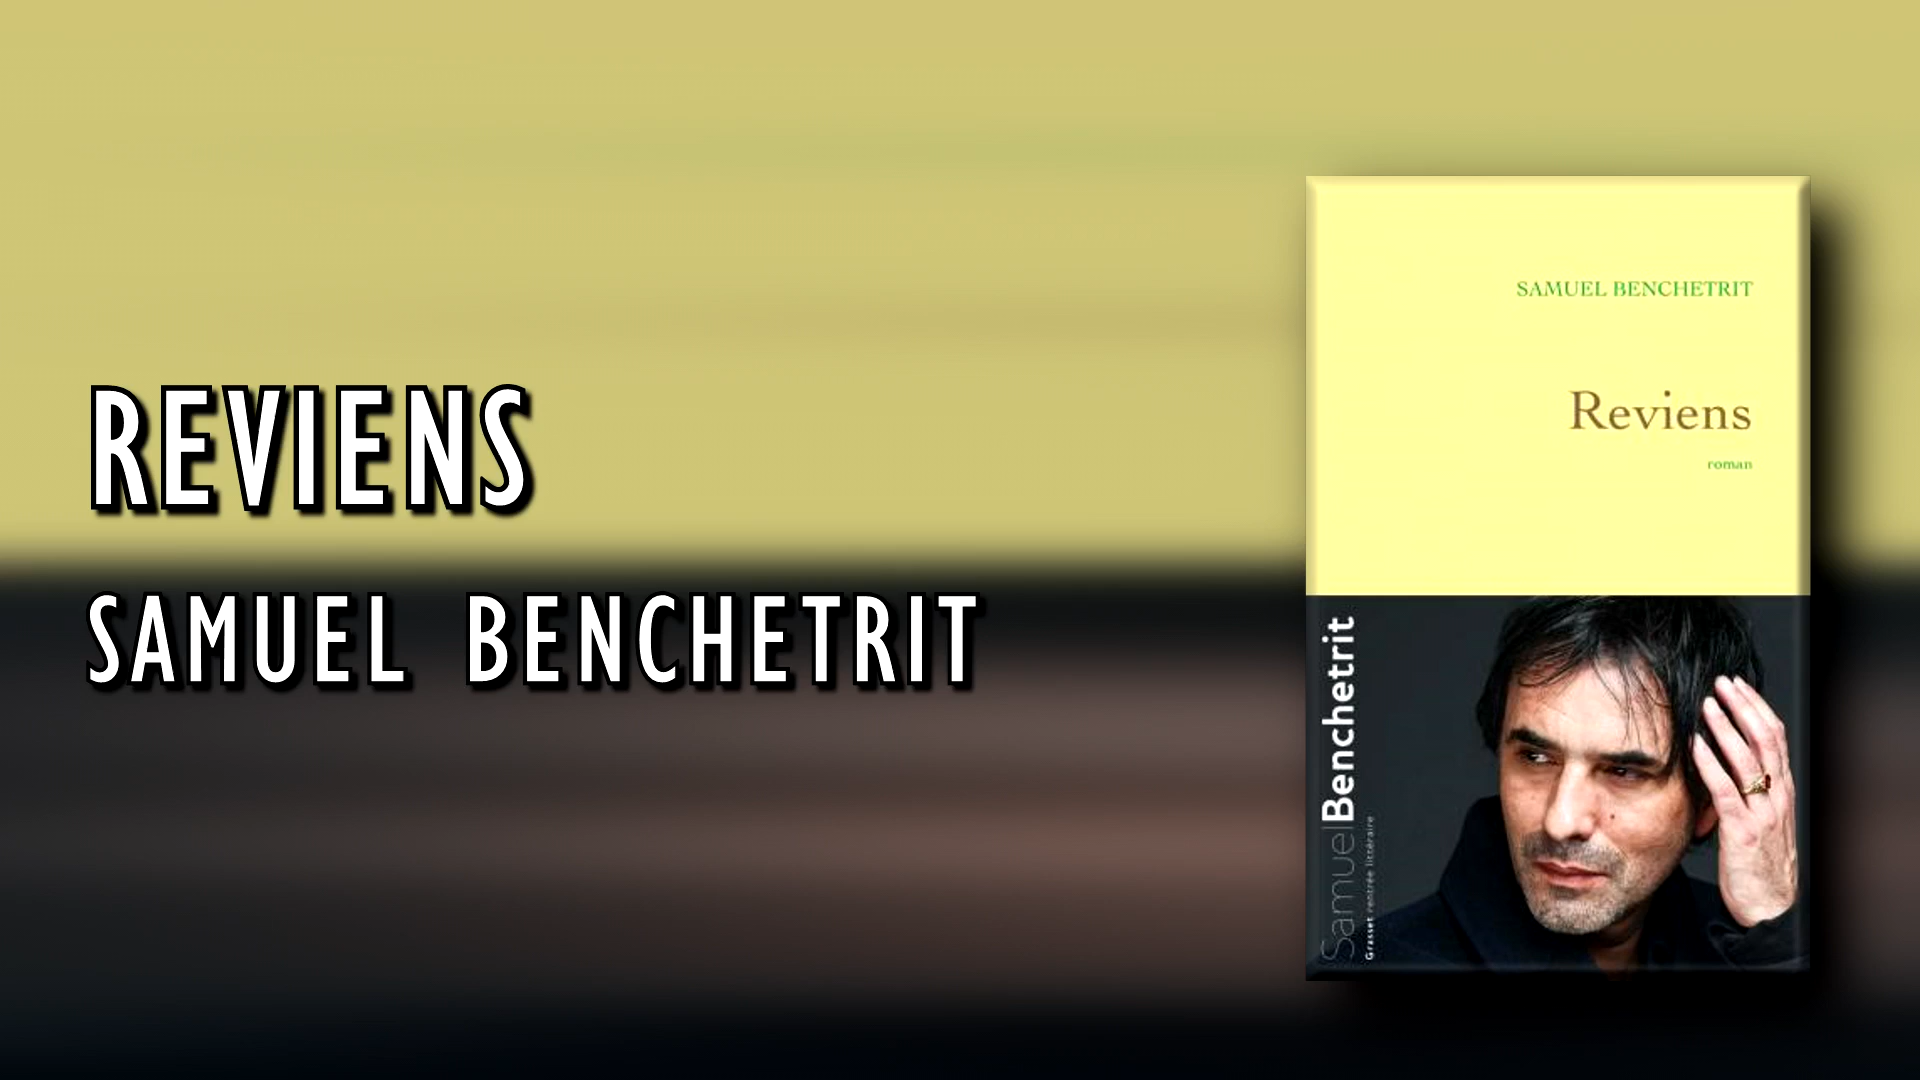 REVIENS
SAMUEL BENCHETRIT
SAMUEL BENCHETRIT
Reviens
roman
SamuelBenchetrit
Grasset rentrée littéraire